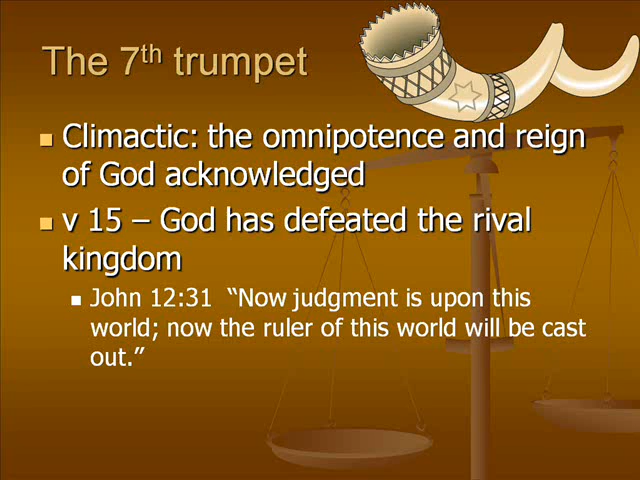 The 7th trumpet
Climactic: the omnipotence and reign
of God acknowledged
v 15 – God has defeated the rival
kingdom
John 12:31  “Now judgment is upon this
world; now the ruler of this world will be cast
out.”